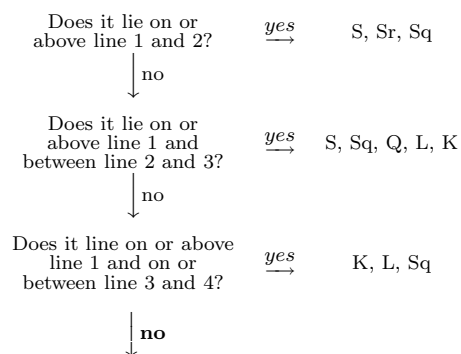 Does it lie on or
above line 1 and 2?
yes
S, Sr, Sq
no
Does it lie on or
above line 1 and
between line 2 and 3?
yes
S, Sq, Q, L, K
no
Does it line on or above
line 1 and on or
between line 3 and 4?
yes
K, L, Sq
no